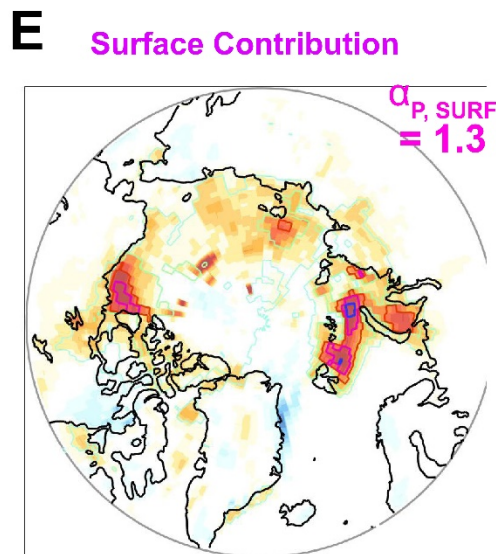 E
Surface Contribution
αP, SURF
= 1.3